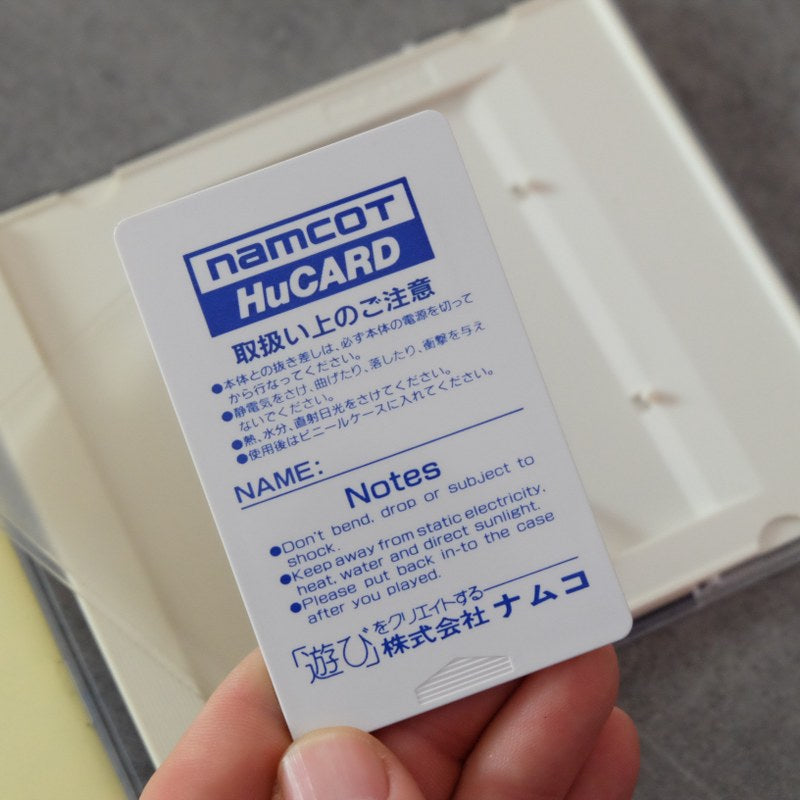 namcot
HuCARD
取扱い上のご注意
●本体との抜き差しは、必ず本体の電源を切って
から行なってください。
●静電気をさけ、曲げたり、落したり、衝撃を与え
ないでください。
●熱、水分、直射日光をさけてください。
●使用後はビニールケースに入れてください。
NAME:
Notes
●Don't bend, drop or subject to
shock.
●Keep away from static electricity,
heat, water and direct sunlight.
●Please put back in-to the case
after you played.
「遊び」をクリエイトする
株式会社ナムコ